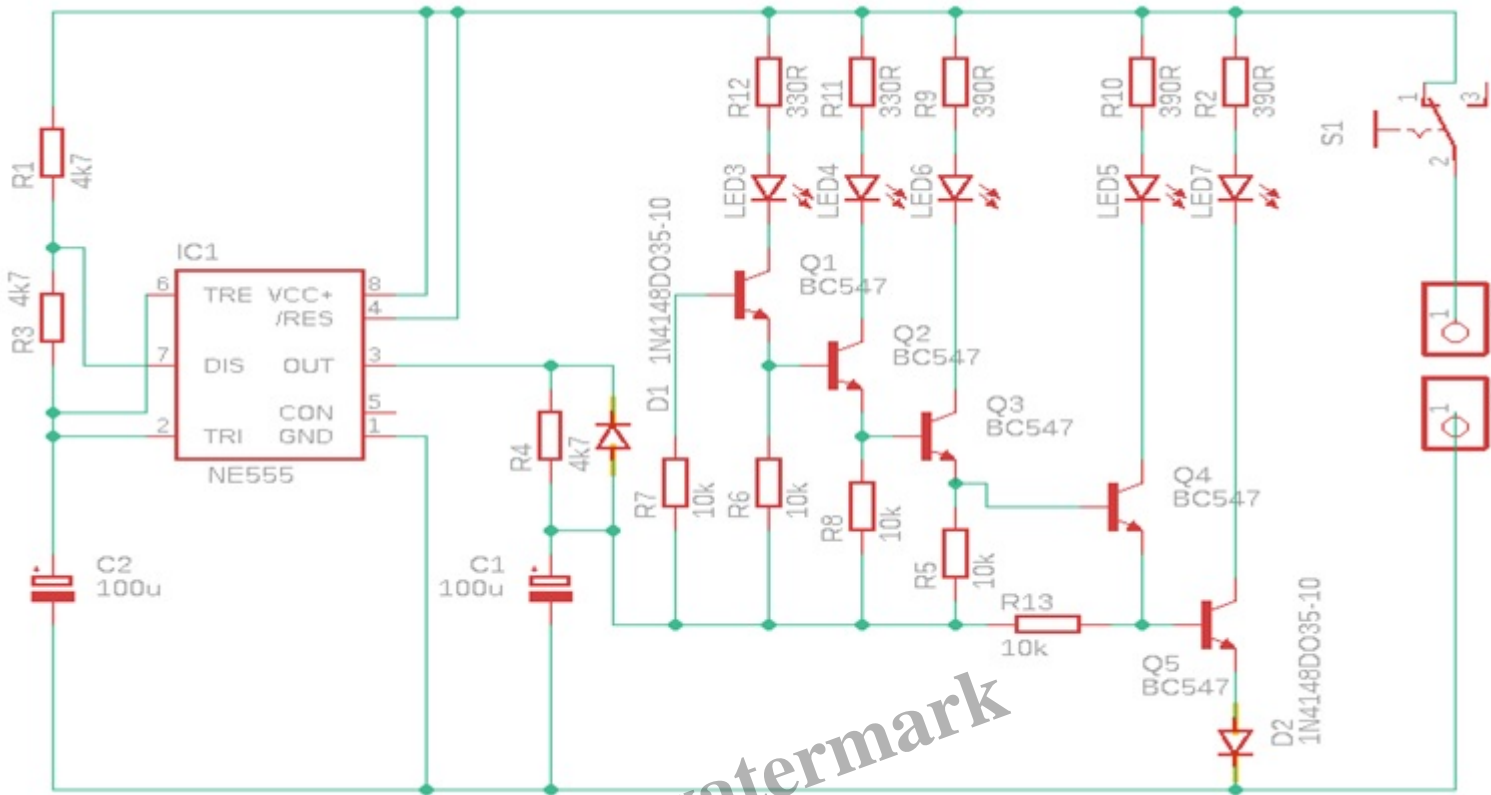 R1
4k7
4k7
R3
IC1
6
TRE
VCC+
8
/RES
4
7
DIS
OUT
3
CON
5
2
TRI
GND
1
NE555
C2
100u
C1
100u
R4
4k7
D1
1N4148DO35-10
R7
10k
R6
10k
R8
10k
R5
10k
R13
10k
R12
330R
R11
330R
R9
390R
R10
390R
R2
390R
LED3
LED4
LED6
LED5
LED7
Q1
BC547
Q2
BC547
Q3
BC547
Q4
BC547
Q5
BC547
D2
1N4148DO35-10
S1
1
3
2
1
1